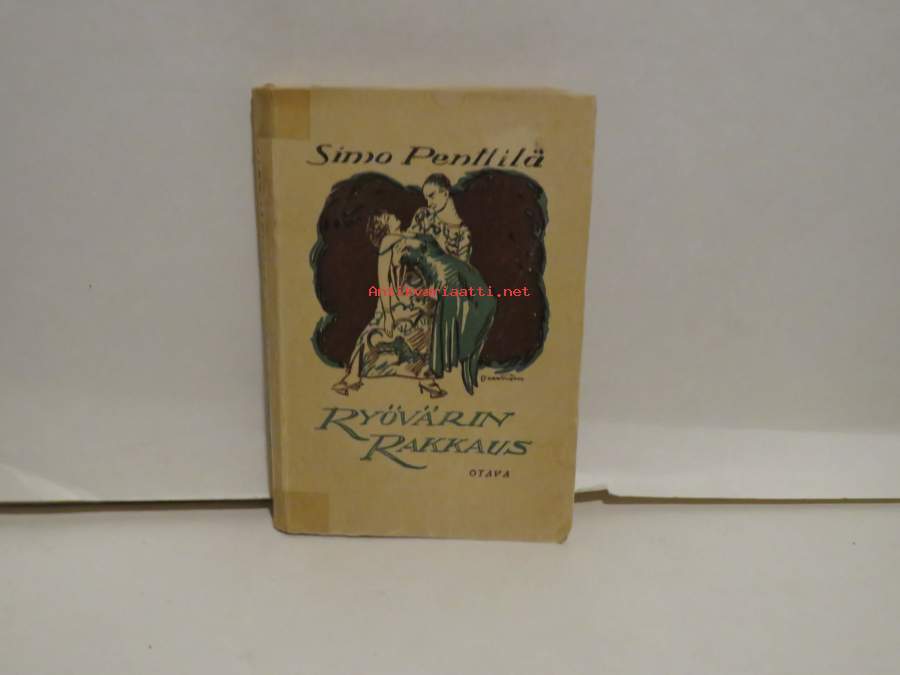 Simo Penttilä
Antikvariaatti.net
RYÖVÄRIN
RAKKAUS
OTAVA